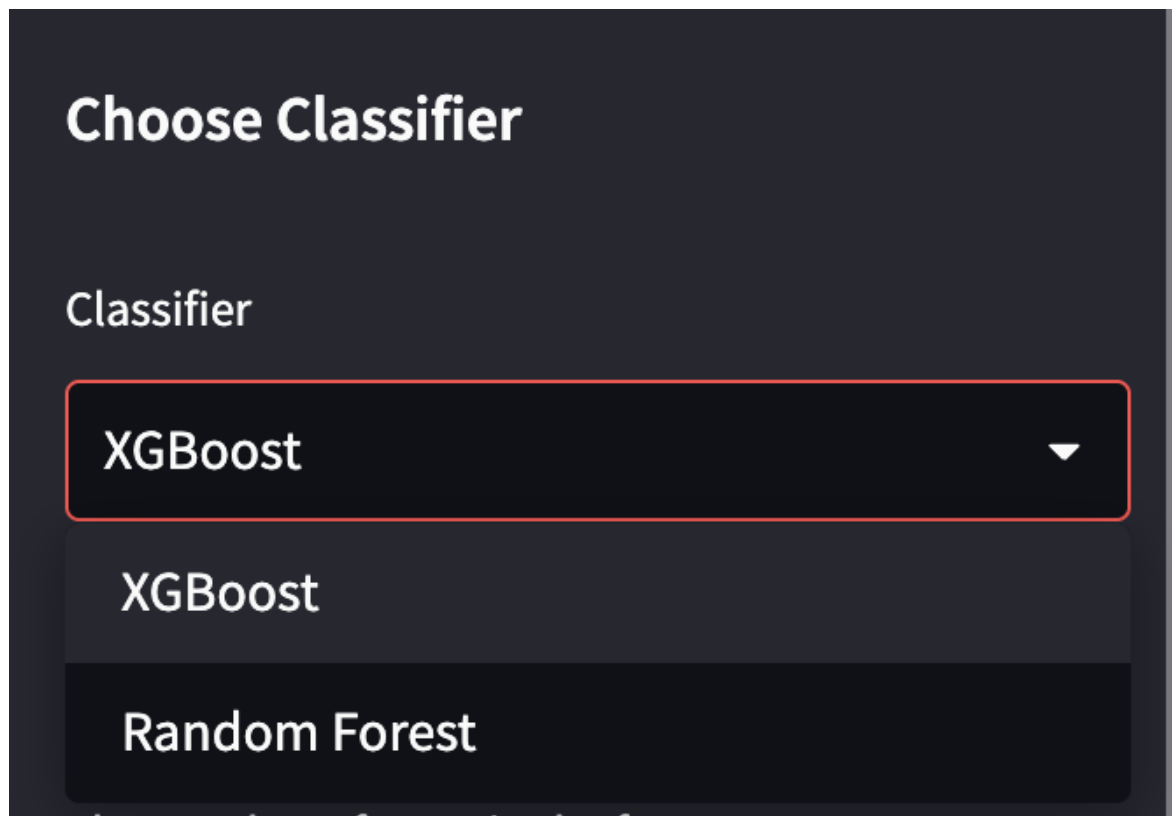 Choose Classifier
Classifier
XGBoost
XGBoost
Random Forest